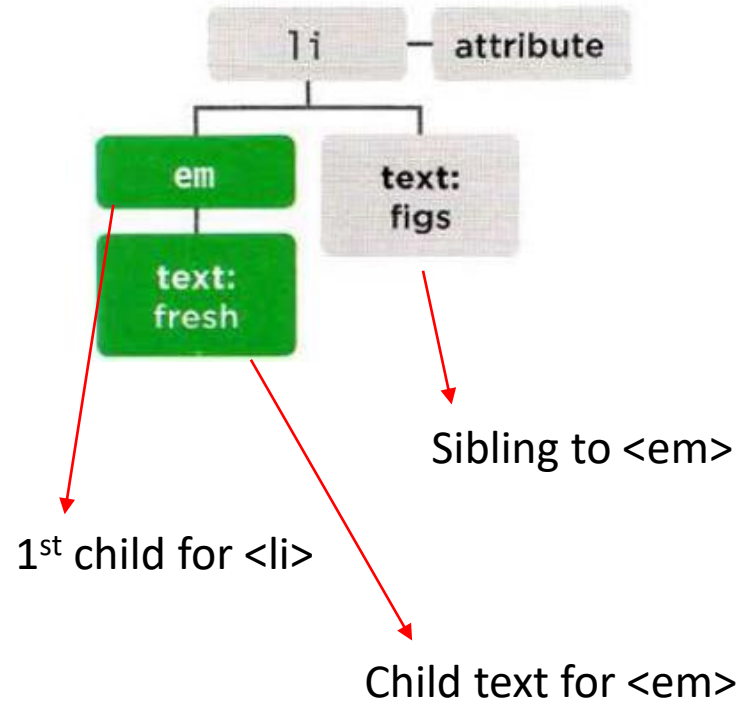 li
attribute
em
text:
figs
text:
fresh
Sibling to <em>
1st child for <li>
Child text for <em>